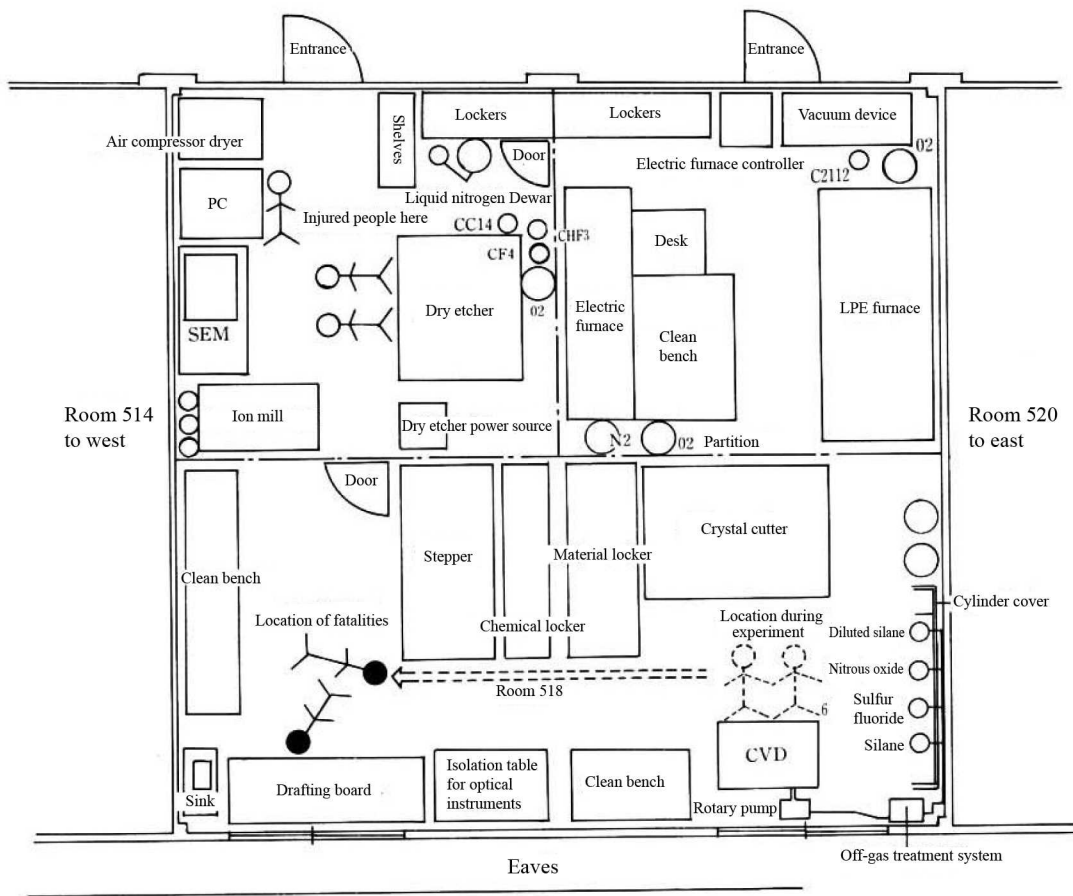 Entrance
Entrance
Air compressor dryer
Shelves
Lockers
Lockers
Vacuum device
Door
Electric furnace controller
02
C2112
PC
Injured people here
Liquid nitrogen Dewar
CC14
CHF3
CF4
02
Desk
SEM
Dry etcher
Electric
furnace
Clean
bench
LPE furnace
Room 514
to west
Ion mill
Dry etcher power source
N2
02
Partition
Room 520
to east
Door
Clean bench
Stepper
Chemical locker
Material locker
Crystal cutter
Cylinder cover
Location of fatalities
Location during
experiment
Diluted silane
Nitrous oxide
Room 518
6
Sulfur
fluoride
Silane
CVD
Sink
Drafting board
Isolation table
for optical
instruments
Clean bench
Rotary pump
Off-gas treatment system
Eaves